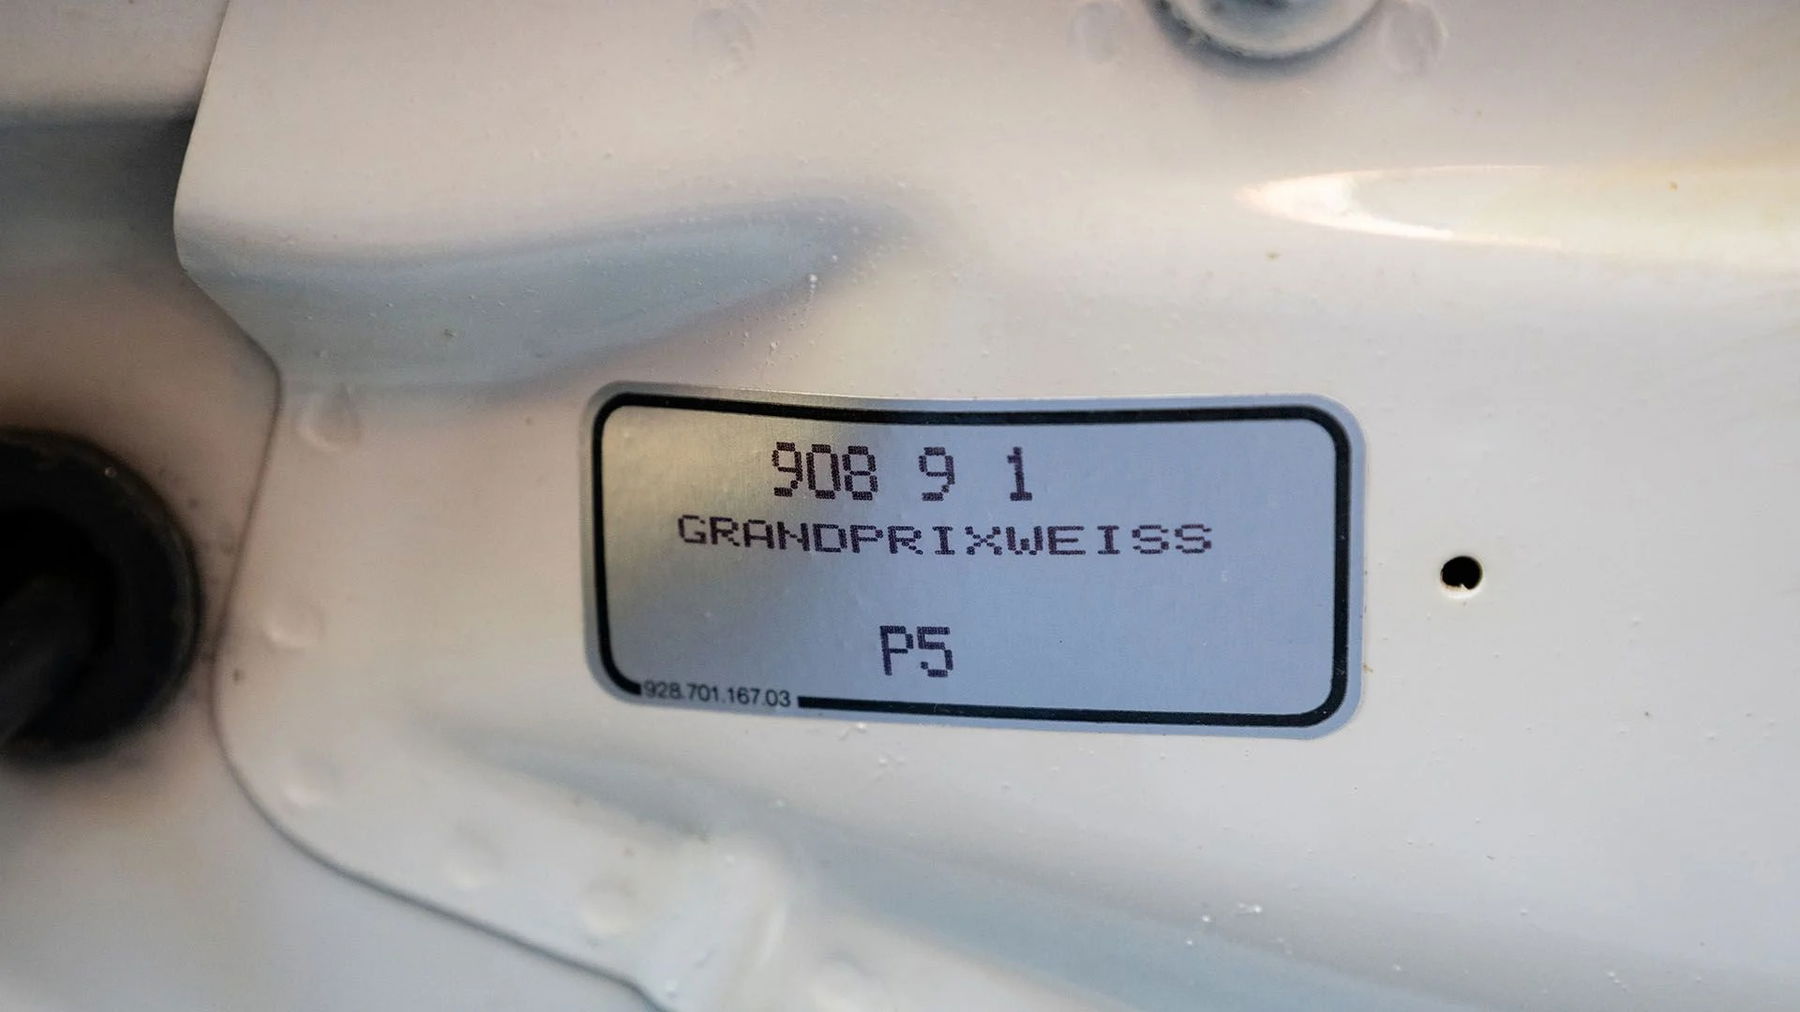 908 9 1
GRANDPRIXWEISS
P5
928.701.167.03